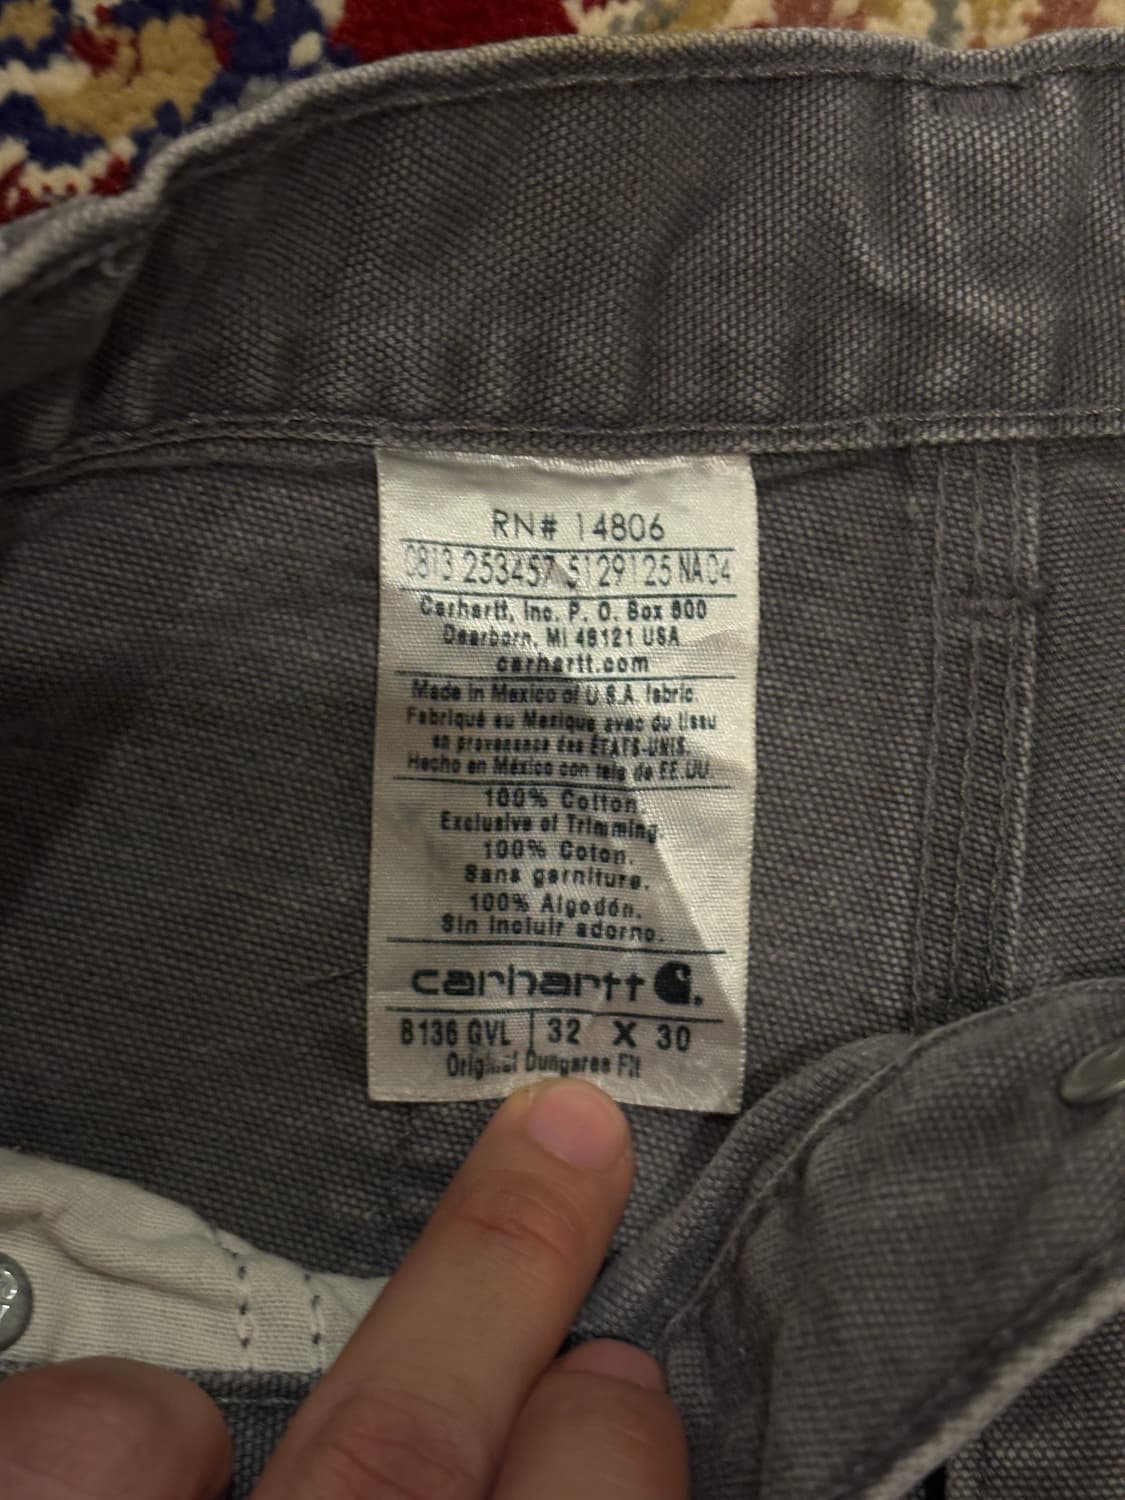 RN# 14806
0813 253457 5129125 NA04
Carhartt, Inc. P. O. Box 600
Dearborn, MI 48121 USA
carhartt.com
Made in Mexico of U.S.A. fabric.
Fabriqué au Mexique avec du tissu
en provenance des ÉTATS-UNIS.
Hecho en México con tela de EE.UU.
100% Cotton.
Exclusive of Trimming.
100% Coton.
Sans garniture.
100% Algodón.
Sin incluir adorno.
carhartt
B136 GVL | 32 X 30
Original Dungaree Fit